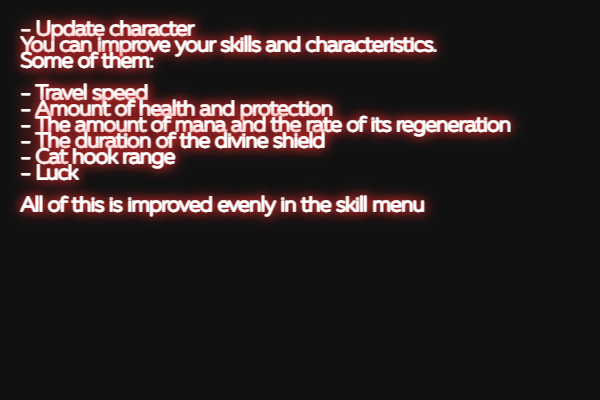 - Update character
You can improve your skills and characteristics.
Some of them:
- Travel speed
- Amount of health and protection
- The amount of mana and the rate of its regeneration
- The duration of the divine shield
- Cat hook range
- Luck
All of this is improved evenly in the skill menu